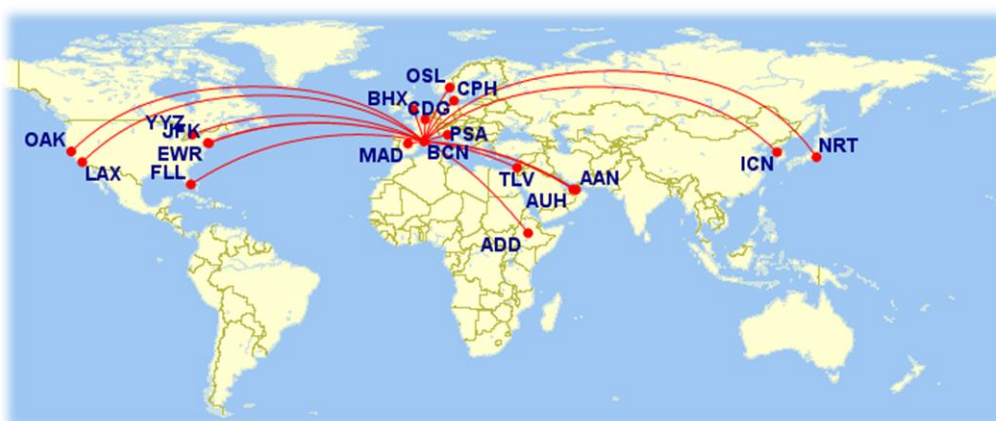 OSL
CPH
BHX
CDG
YYZ
JFK
OAK
EWR
PSA
MAD
BCN
LAX
FLL
TLV
AAN
AUH
ICN
NRT
ADD